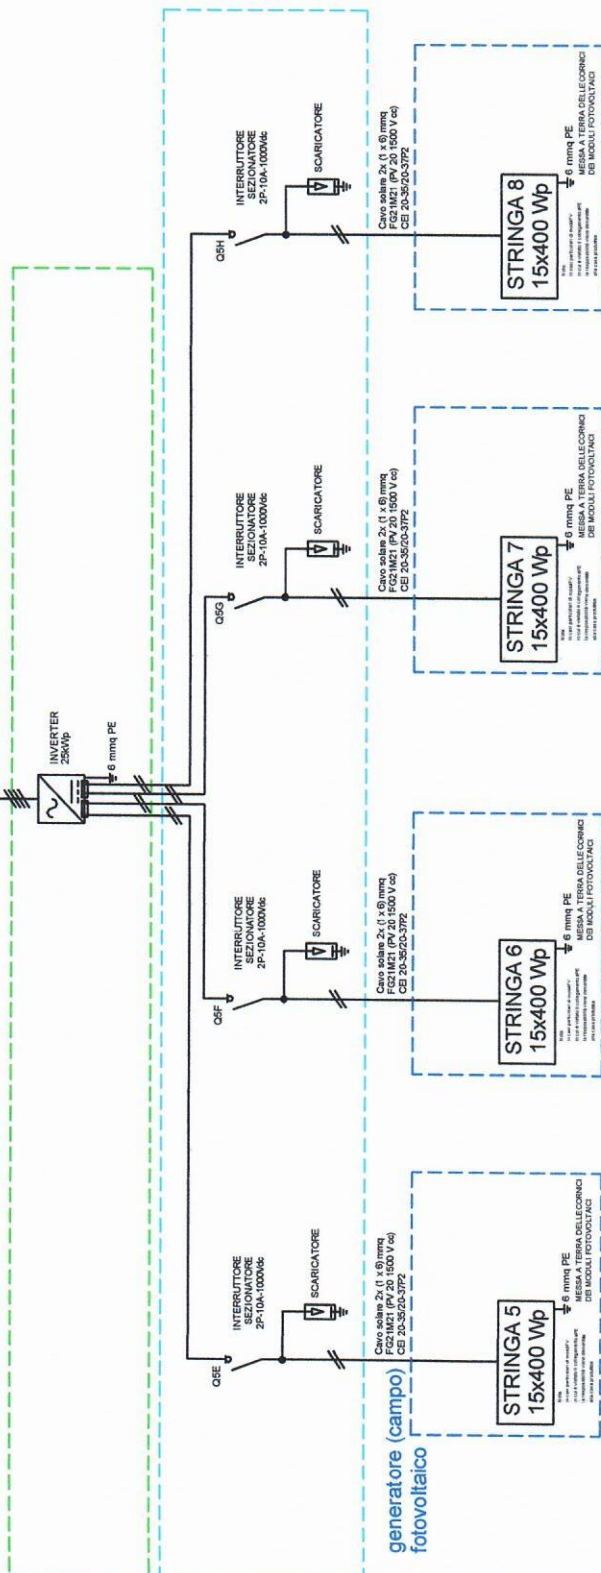 INVERTER
25kWp
6 mmq PE
Q5E
INTERRUTTORE
SEZIONATORE
2P-10A-1000Vdc
SCARICATORE
Q5F
INTERRUTTORE
SEZIONATORE
2P-10A-1000Vdc
SCARICATORE
Q5G
INTERRUTTORE
SEZIONATORE
2P-10A-1000Vdc
SCARICATORE
Q5H
INTERRUTTORE
SEZIONATORE
2P-10A-1000Vdc
SCARICATORE
Cavo solare 2x (1 x 6) mmq
FG21M21 (PV 20 1500 V cc)
CEI 20-35/20-37P2
Cavo solare 2x (1 x 6) mmq
FG21M21 (PV 20 1500 V cc)
CEI 20-35/20-37P2
Cavo solare 2x (1 x 6) mmq
FG21M21 (PV 20 1500 V cc)
CEI 20-35/20-37P2
Cavo solare 2x (1 x 6) mmq
FG21M21 (PV 20 1500 V cc)
CEI 20-35/20-37P2
generatore (campo)
fotovoltaico
STRINGA 5
15x400 Wp
6 mmq PE
MESSA A TERRA DELLE CORNICI
DEI MODULI FOTOVOLTAICI
STRINGA 6
15x400 Wp
6 mmq PE
MESSA A TERRA DELLE CORNICI
DEI MODULI FOTOVOLTAICI
STRINGA 7
15x400 Wp
6 mmq PE
MESSA A TERRA DELLE CORNICI
DEI MODULI FOTOVOLTAICI
STRINGA 8
15x400 Wp
6 mmq PE
MESSA A TERRA DELLE CORNICI
DEI MODULI FOTOVOLTAICI